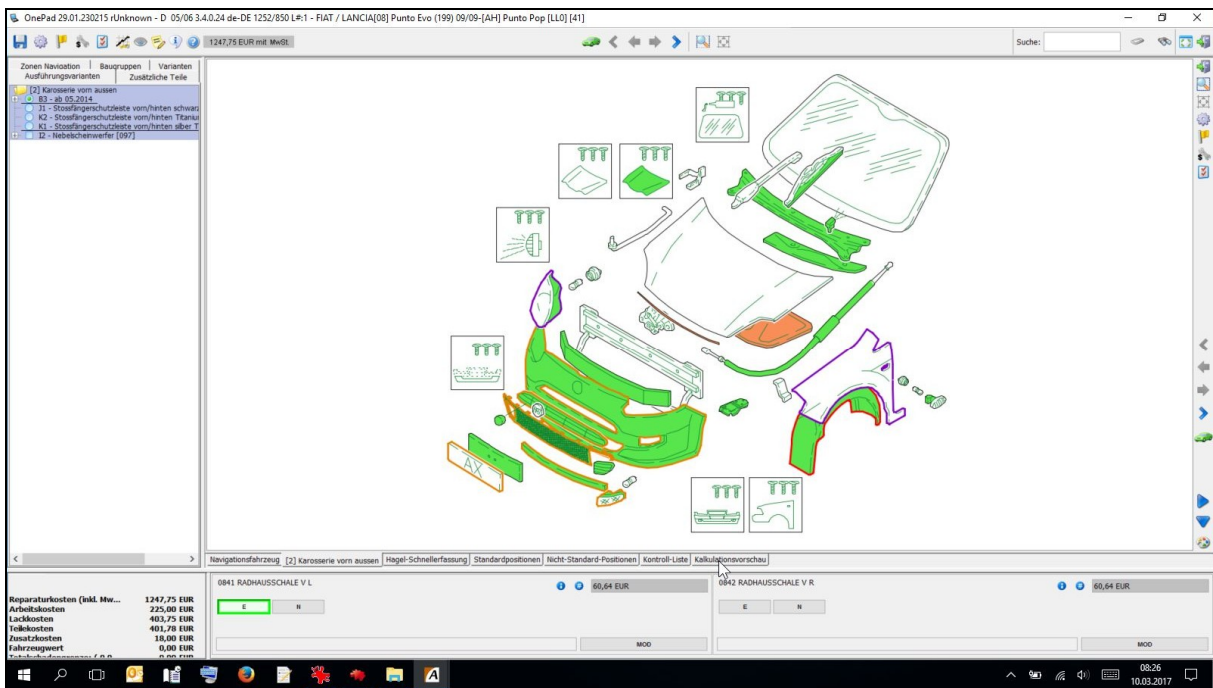 OnePad 29.01.230215 rUnknown - D 05/06 3.4.0.24 de-DE 1252/850 L#:1 - FIAT / LANCIA[08] Punto Evo (199) 09/09-[AH] Punto Pop [LL0] [41]
1247,75 EUR mit MwSt.
Suche:
Zonen Navigation
Baugruppen
Varianten
Ausführungsvarianten
Zusätzliche Teile
[2] Karosserie vorn aussen
B3 - ab 05.2014
J1 - Stossfängerschutzleiste vorn/hinten schwarz
K2 - Stossfängerschutzleiste vorn/hinten Titaniu
K1 - Stossfängerschutzleiste vorn/hinten silber T
I2 - Nebelscheinwerfer [097]
AX
Navigationsfahrzeug
[2] Karosserie vorn aussen
Hagel-Schnellerfassung
Standardpositionen
Nicht-Standard-Positionen
Kontroll-Liste
Kalkulationsvorschau
Reparaturkosten (inkl. Mw... 1247,75 EUR
Arbeitskosten 225,00 EUR
Lackkosten 403,75 EUR
Teilekosten 401,78 EUR
Zusatzkosten 18,00 EUR
Fahrzeugwert 0,00 EUR
0841 RADHAUSSCHALE V L
60,64 EUR
E N
MOD
0842 RADHAUSSCHALE V R
60,64 EUR
E N
MOD
08:26
10.03.2017